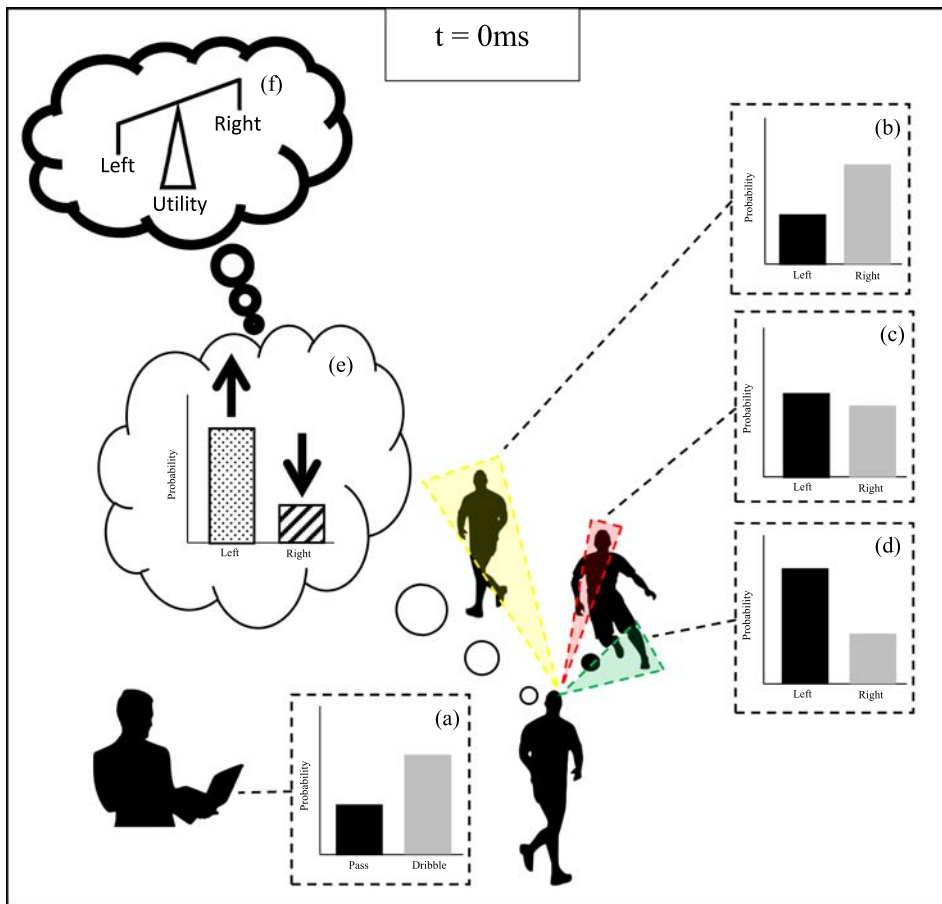 t = 0ms
(f)
Right
Left
Utility
(b)
Probability
Left
Right
(e)
Probability
Left
Right
(c)
Probability
Left
Right
(d)
Probability
Left
Right
(a)
Probability
Pass
Dribble